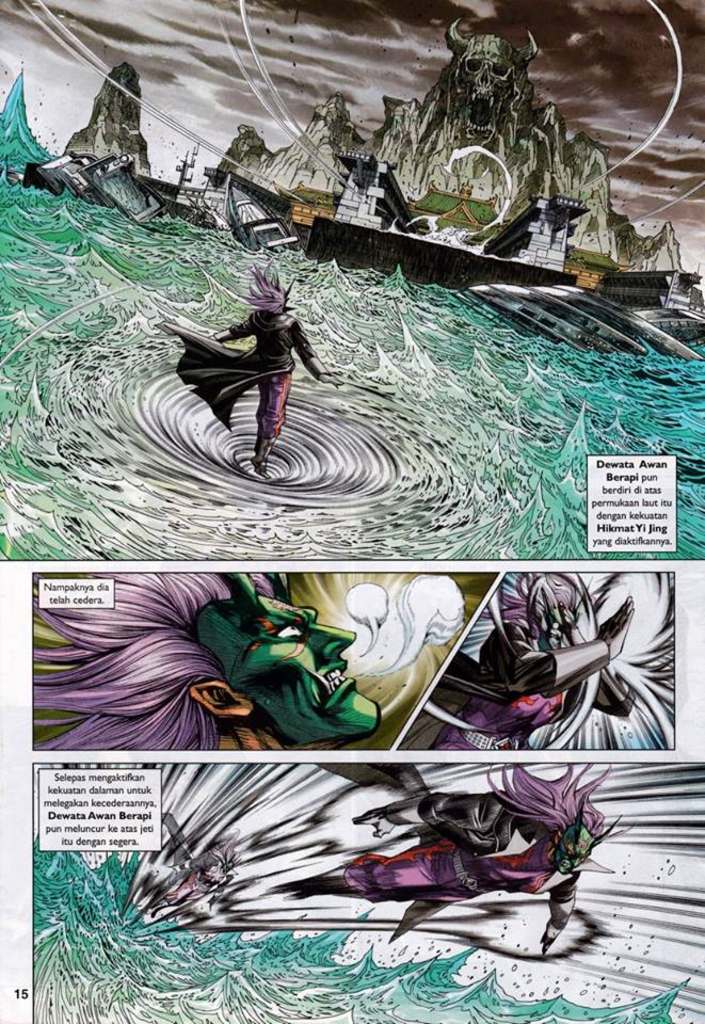 Dewata Awan
Berapi pun
berdiri di atas
permukaan laut itu
dengan kekuatan
Hikmat Yi Jing
yang diaktifkannya.
Nampaknya dia
telah cedera.
Selepas mengaktifkan
kekuatan dalaman untuk
melegakan kecederaannya,
Dewata Awan Berapi
pun meluncur ke atas jeti
itu dengan segera.
15